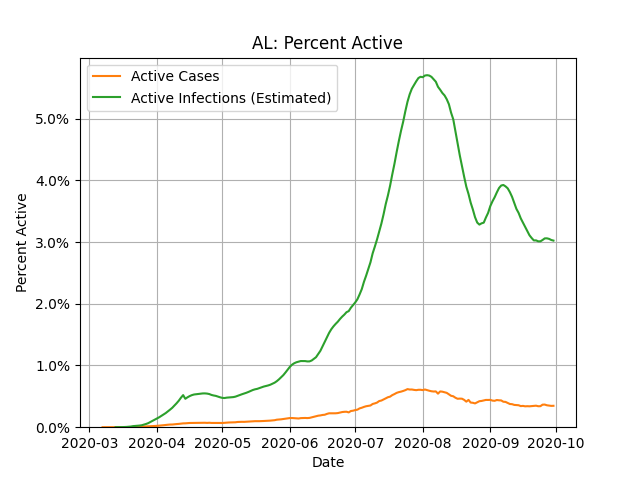 AL: Percent Active
Active Cases
Active Infections (Estimated)
Percent Active
5.0%
4.0%
3.0%
2.0%
1.0%
0.0%
2020-03 2020-04 2020-05 2020-06 2020-07 2020-08 2020-09 2020-10
Date